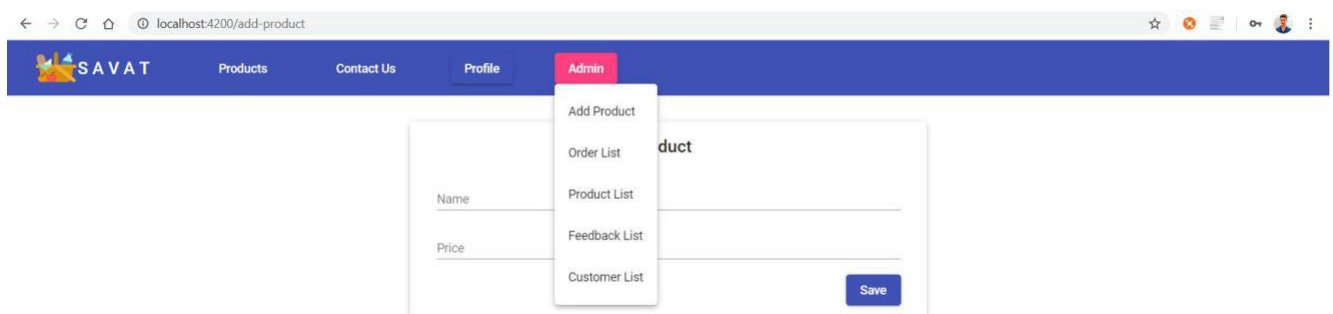 localhost:4200/add-product
SAVAT Products Contact Us Profile Admin
Add Product
duct
Order List
Name
Product List
Feedback List
Price
Customer List
Save